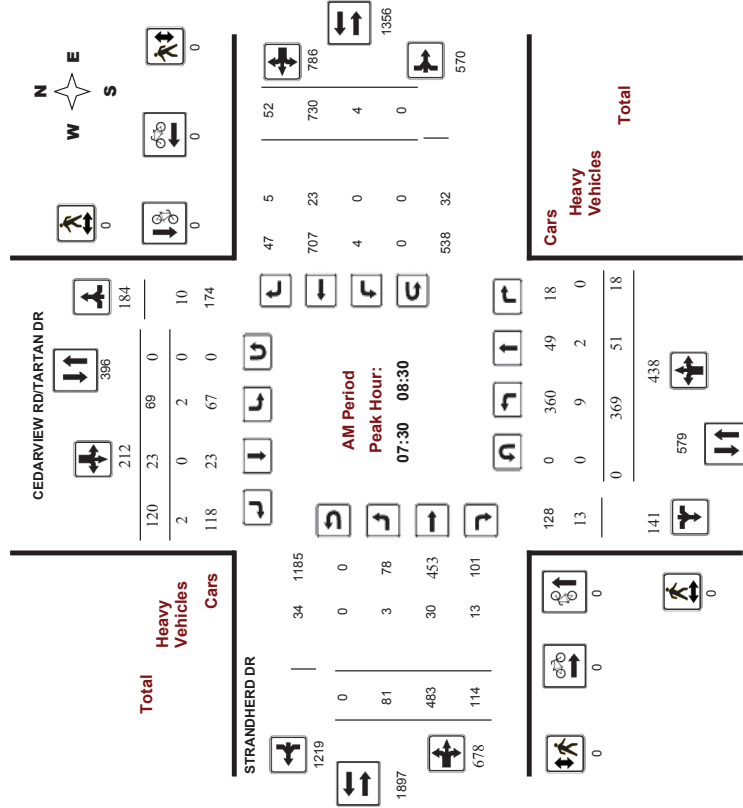 N
W E
S
0
0
0
0
CEDARVIEW RD/TARTAN DR
396
212
184
Total
120 23 69 0
Heavy Vehicles
2 0 2 0 10
Cars
118 23 67 0 174
STRANDHERD DR
1219
1897
678
34 1185
0 0 0
81 3 78
483 30 453
114 13 101
AM Period
Peak Hour:
07:30 08:30
47 5 52
707 23 730
4 0 4
0 0 0
538 32
786
1356
570
128 0 360 49 18
Cars
13 0 9 2 0
Heavy
Vehicles
0 369 51 18
Total
141
579
438
0
0
0
0